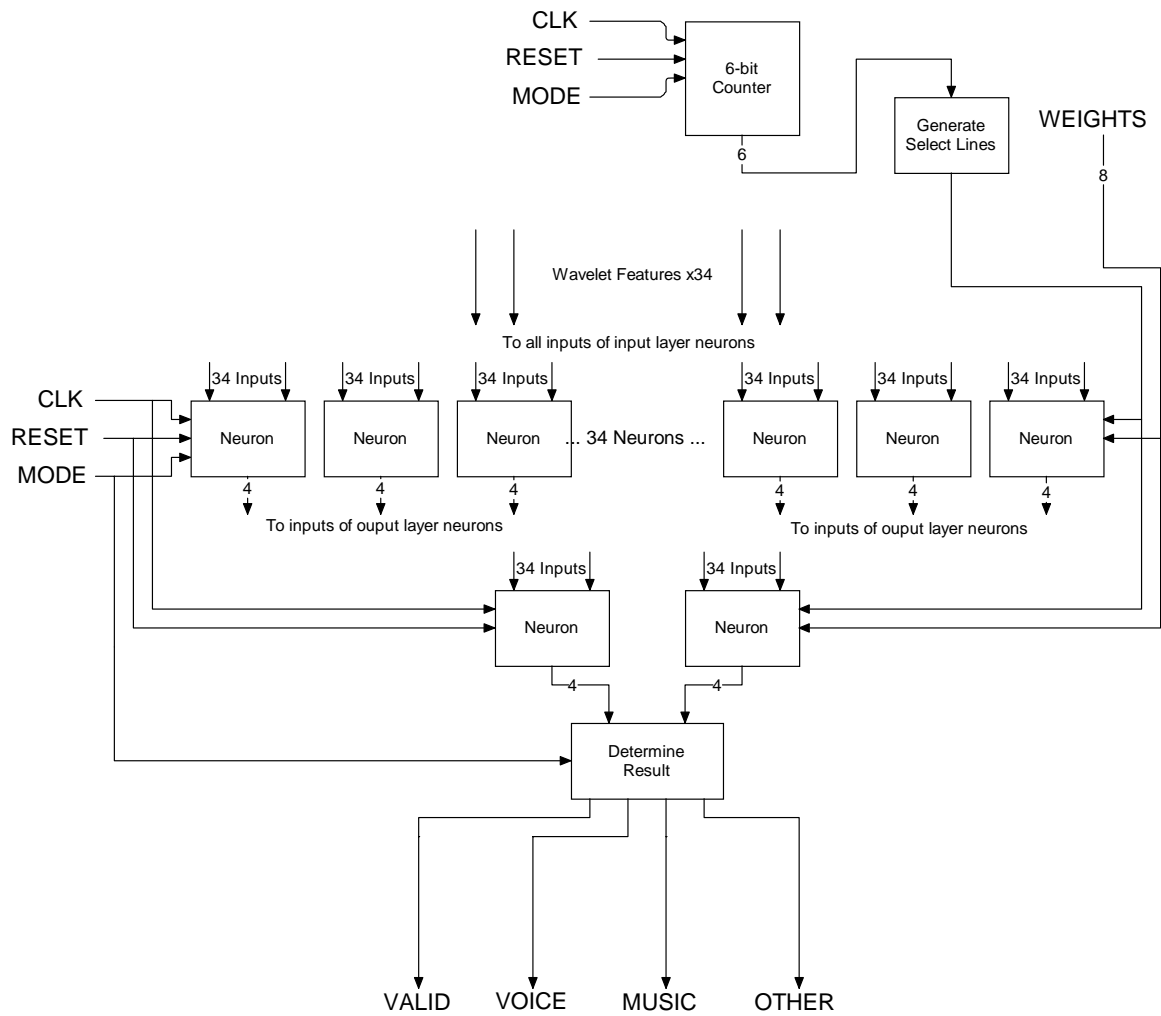 CLK
RESET
MODE
6-bit
Counter
6
Generate
Select Lines
WEIGHTS
8
Wavelet Features x34
To all inputs of input layer neurons
34 Inputs
34 Inputs
34 Inputs
34 Inputs
34 Inputs
34 Inputs
CLK
RESET
MODE
Neuron
Neuron
Neuron
... 34 Neurons ...
Neuron
Neuron
Neuron
4
4
4
4
4
4
To inputs of ouput layer neurons
To inputs of ouput layer neurons
34 Inputs
34 Inputs
Neuron
Neuron
4
4
Determine
Result
VALID
VOICE
MUSIC
OTHER